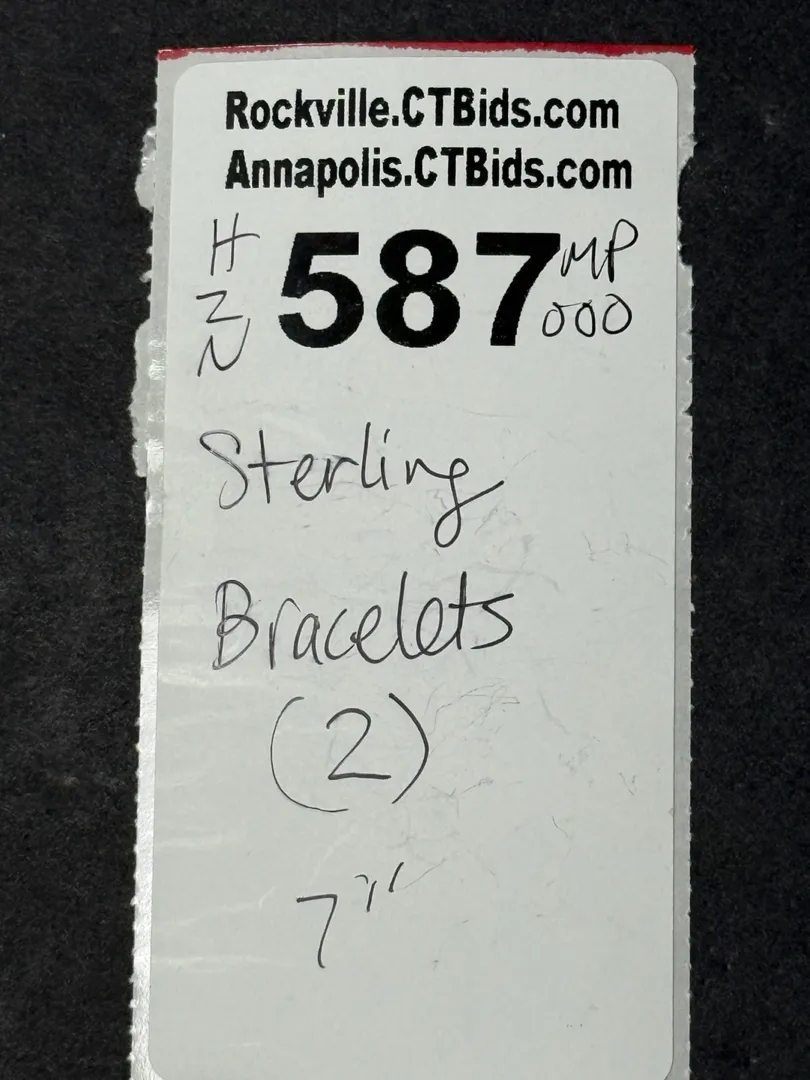 Rockville.CTBids.com
Annapolis.CTBids.com
H
Z
N
587
MP
000
Sterling
Bracelets
(2)
7"